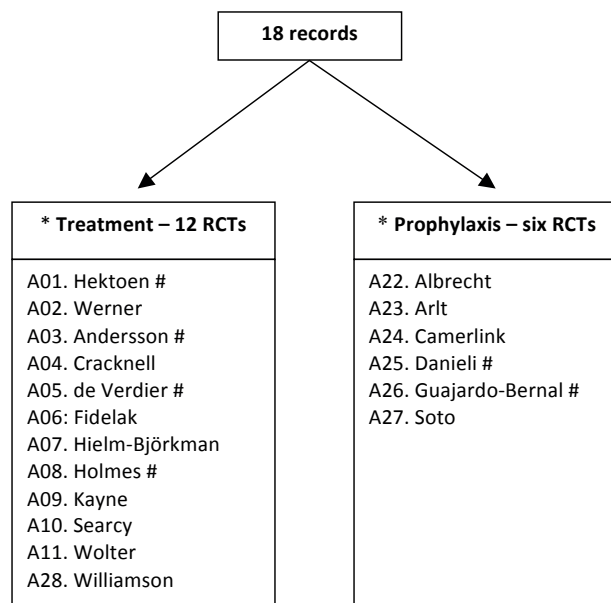 18 records
* Treatment – 12 RCTs
A01. Hektoen #
A02. Werner
A03. Andersson #
A04. Cracknell
A05. de Verdier #
A06: Fidelak
A07. Hielm-Björkman
A08. Holmes #
A09. Kayne
A10. Searcy
A11. Wolter
A28. Williamson
* Prophylaxis – six RCTs
A22. Albrecht
A23. Arlt
A24. Camerlink
A25. Danieli #
A26. Guajardo-Bernal #
A27. Soto